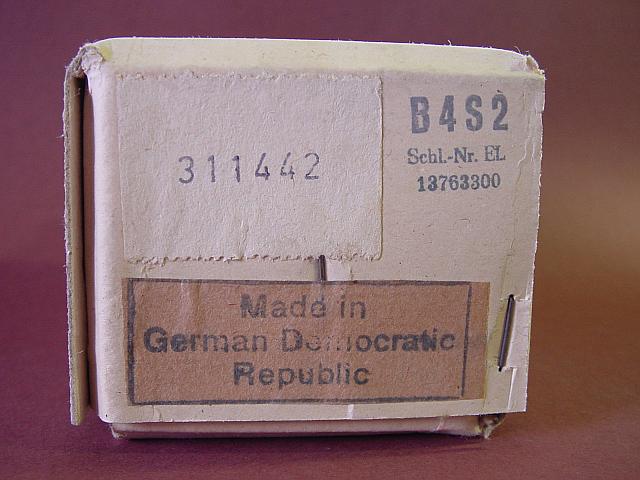 311442
B4S2
Schl.-Nr. EL
13763300
Made in
German Democratic
Republic